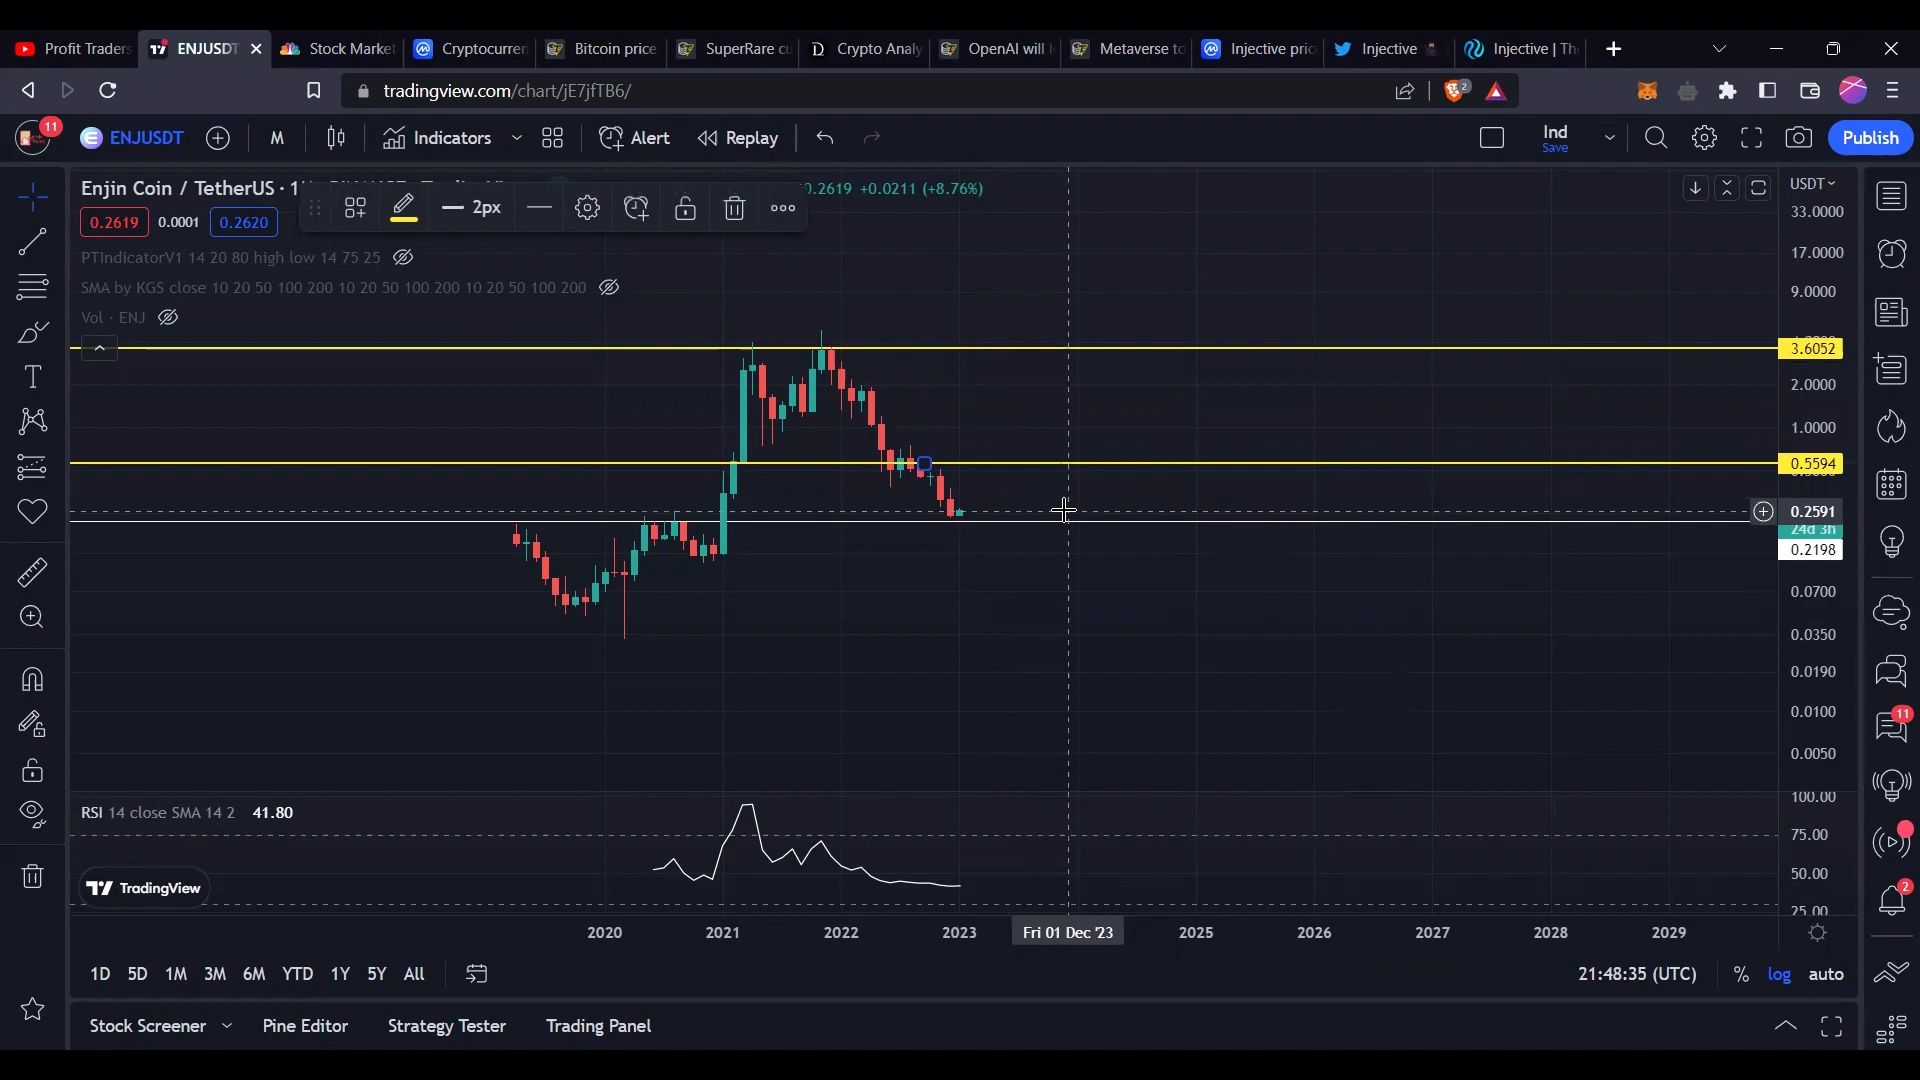 Profit Traders
ENJUSDT
Stock Market
Cryptocurren
Bitcoin price
SuperRare cu
Crypto Analy
OpenAI will
Metaverse to
Injective pric
Injective
Injective | Th
tradingview.com/chart/jE7jfTB6/
2
11
ENJUSDT
M
Indicators
Alert
Replay
Ind
Save
Publish
Enjin Coin / TetherUS ·
0.2619 +0.0211 (+8.76%)
USDT
2px
0.2619
0.0001
0.2620
PTIndicatorV1 14 20 80 high low 14 75 25
SMA by KGS close 10 20 50 100 200 10 20 50 100 200 10 20 50 100 200
Vol · ENJ
33.0000
17.0000
9.0000
3.6052
2.0000
1.0000
0.5594
0.2591
24d 3h
0.2198
0.0700
0.0350
0.0190
0.0100
0.0050
11
RSI 14 close SMA 14 2 41.80
100.00
75.00
50.00
25.00
2
TradingView
2020
2021
2022
2023
Fri 01 Dec '23
2025
2026
2027
2028
2029
1D
5D
1M
3M
6M
YTD
1Y
5Y
All
21:48:35 (UTC)
%
log
auto
Stock Screener
Pine Editor
Strategy Tester
Trading Panel